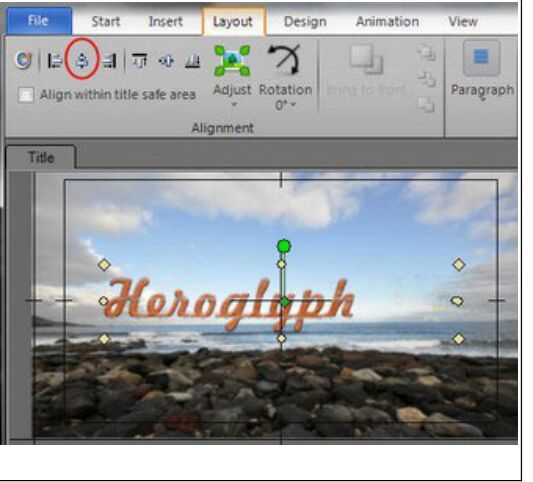 File Start Insert Layout Design Animation View
Align within title safe area
Adjust Rotation Bring to front Paragraph
0°
Alignment
Title
Heroglyph